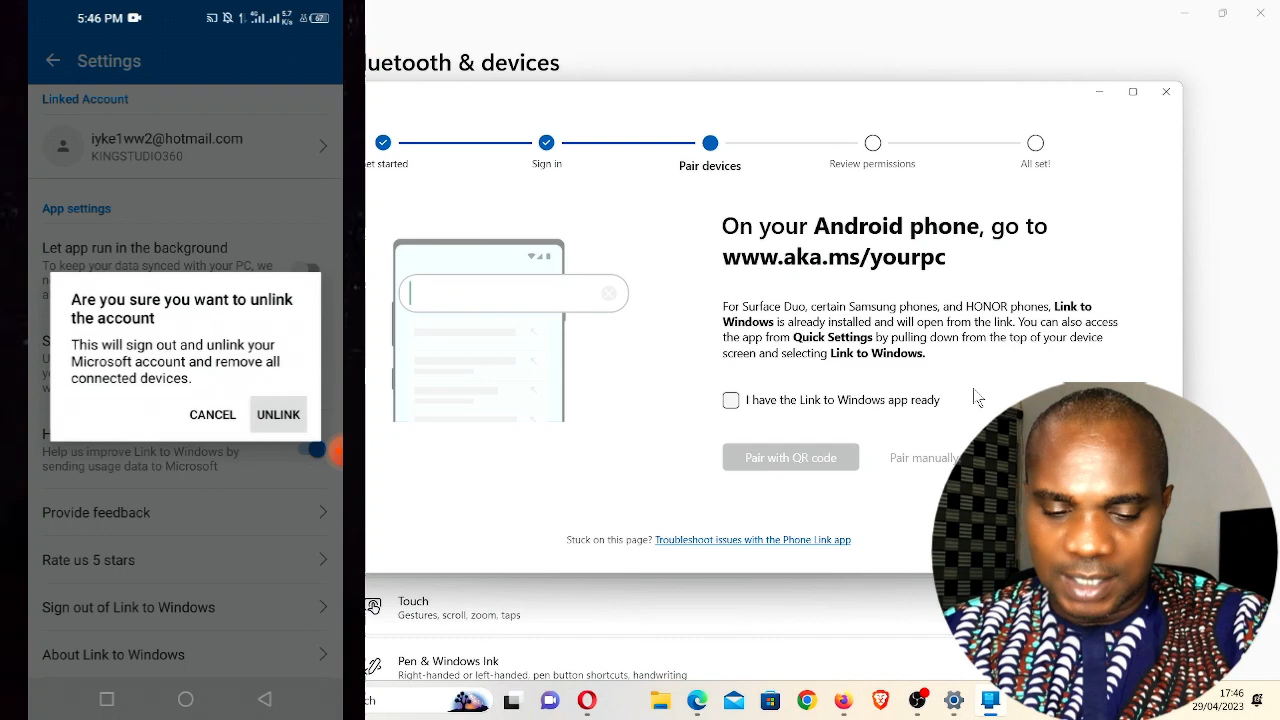 5:46 PM
4G
5.7
K/s
67
Settings
Linked Account
iyke1ww2@hotmail.com
KINGSTUDIO360
App settings
Let app run in the background
To keep your data synced with your PC, we
Are you sure you want to unlink
the account
This will sign out and unlink your
Microsoft account and remove all
connected devices.
CANCEL
UNLINK
Help us improve Link to Windows by
sending usage data to Microsoft
Provide feedback
Rate us 5 stars
Sign out of Link to Windows
About Link to Windows
uetooth & devices
et started
Sign in
Pair devices
Review permissions
All set!
On your Android phone, go to
www.aka.ms/yourpc
For Surface Duo, certain Samsung phones, and HONOR phones, Link to
Windows is already installed and will open from the link. You can also access
the app from Quick Settings by pulling down from the top of your device
screen and selecting Link to Windows.
I have the Link to Windows app ready
Pair with QR code
Pair manually
Stuck on this page? Troubleshoot issues with the Phone Link app
Touch
Gestures, scroll, zoom, taps
Pen & Windows Ink
Right-handed or left-handed, pen button shortcuts, handwriting
17:46
29/04/2023